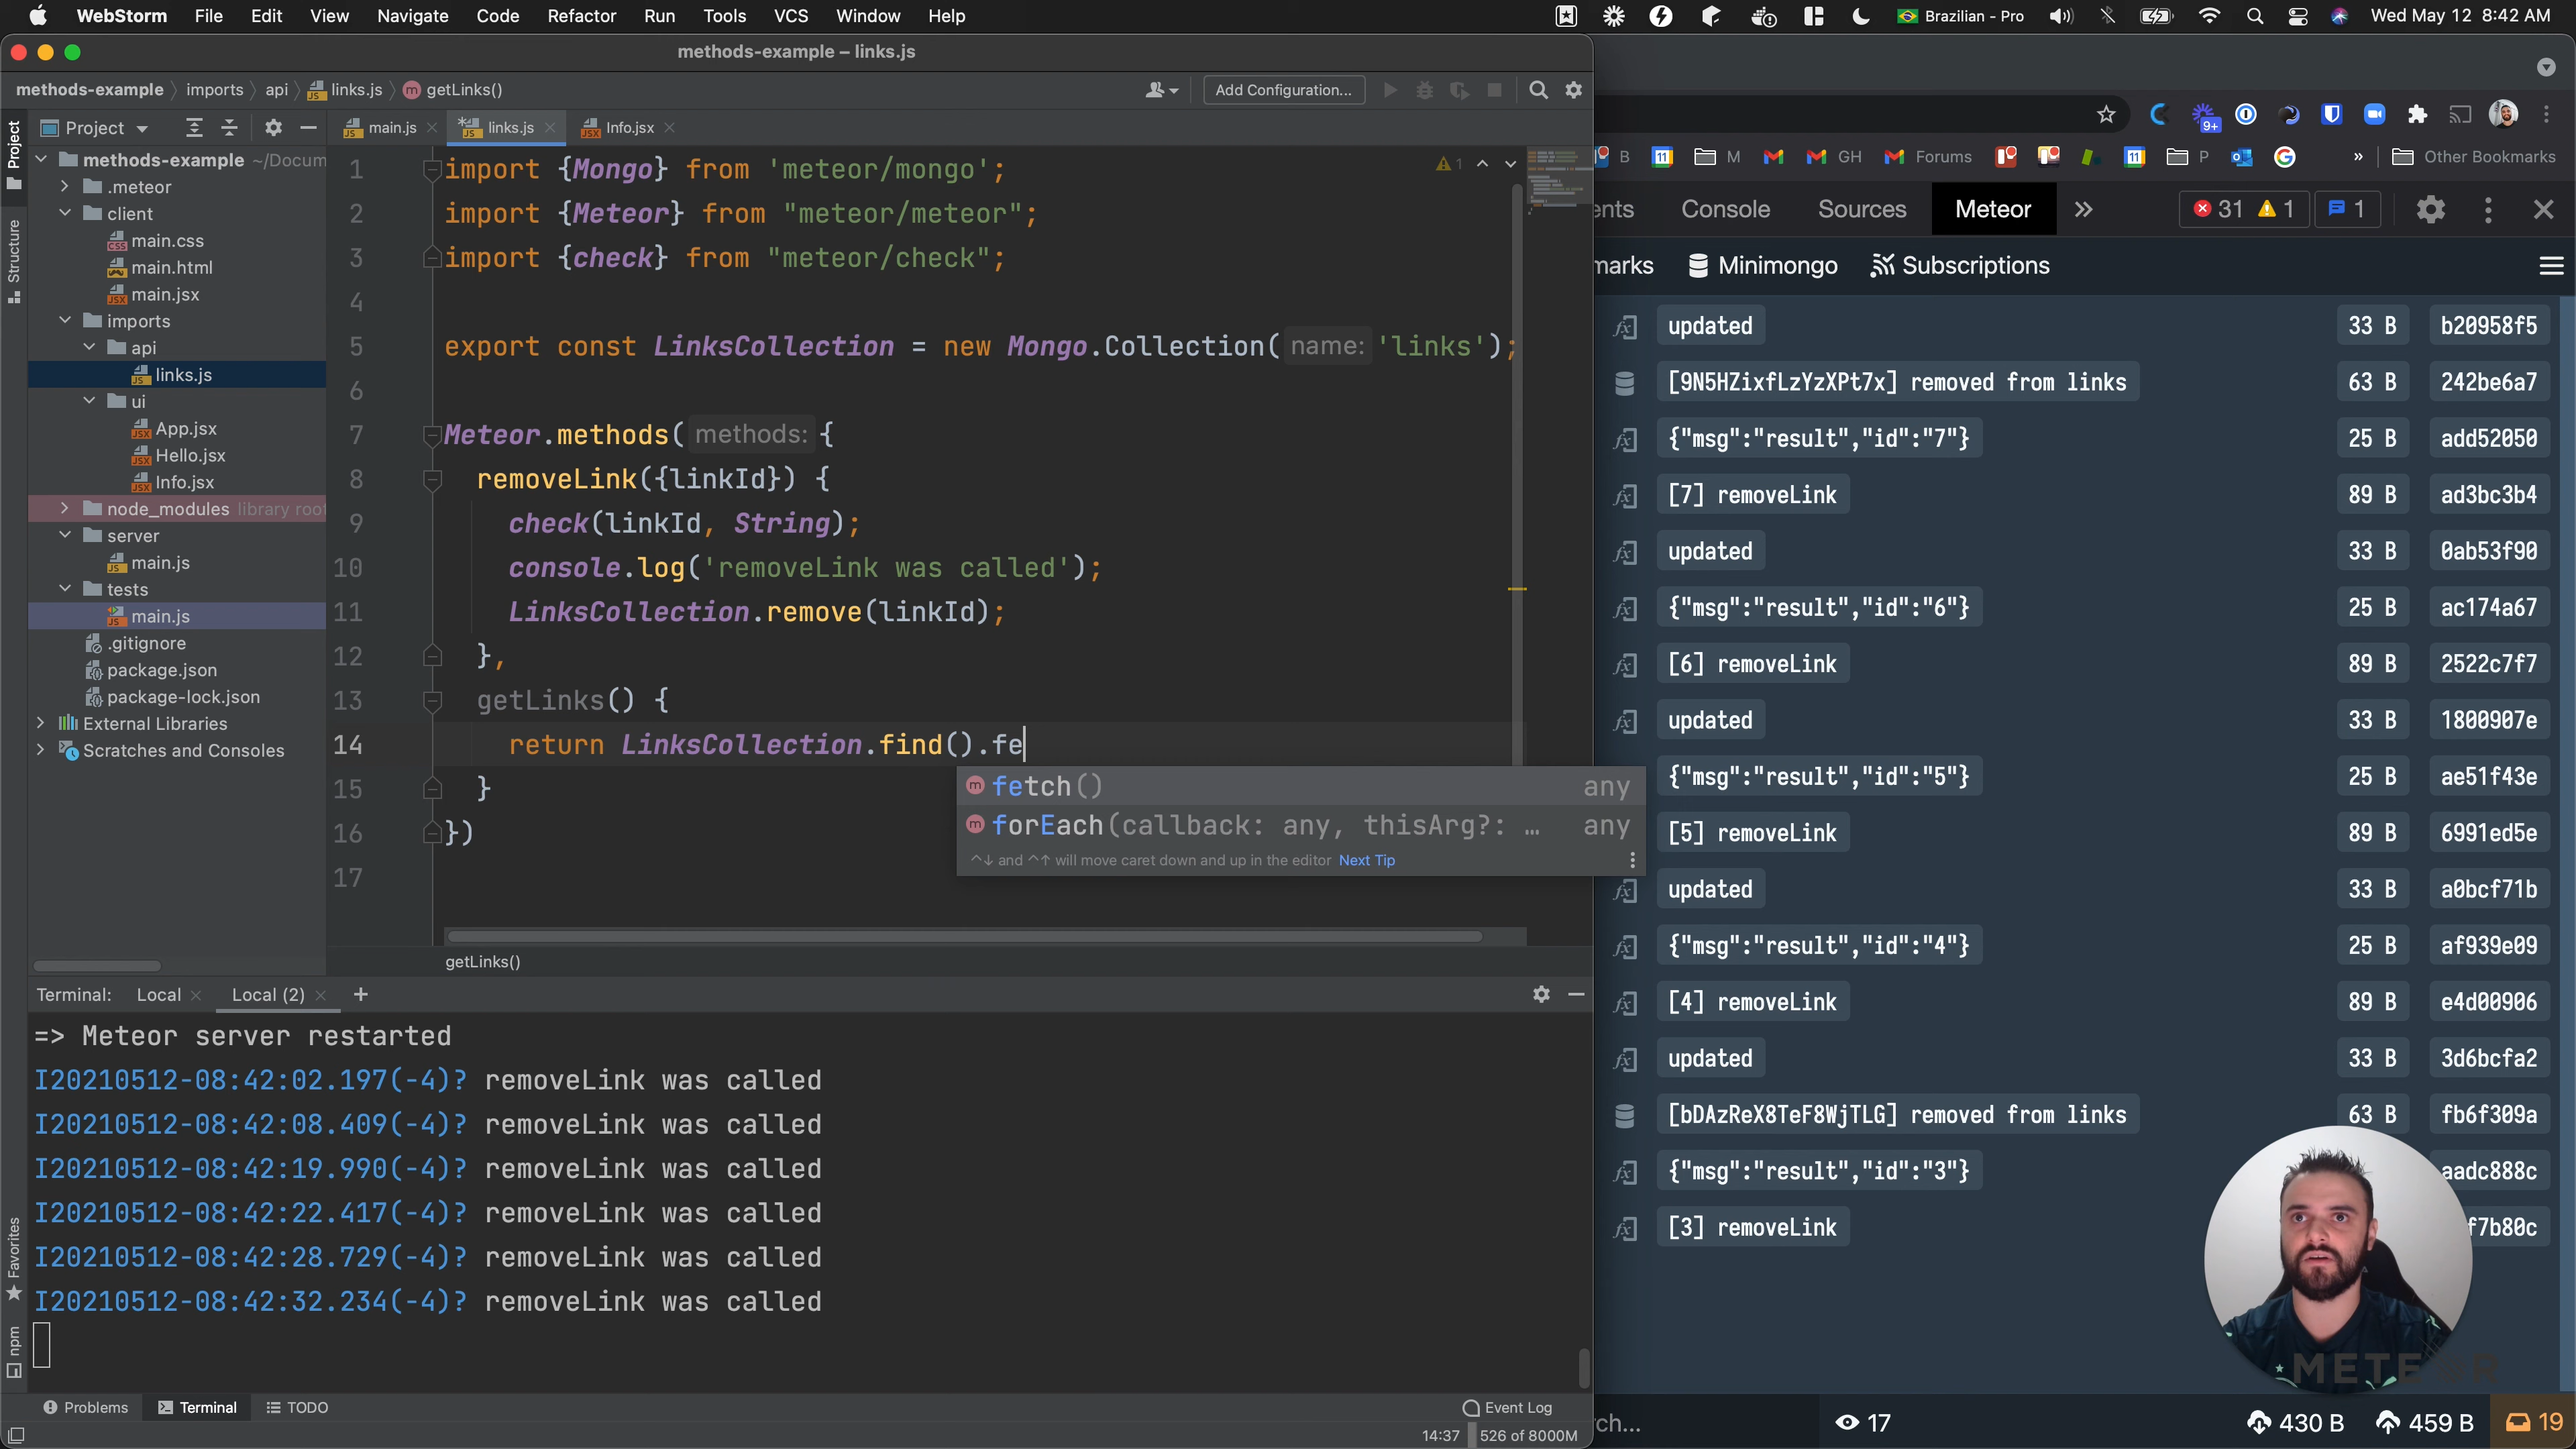 WebStorm File Edit View Navigate Code Refactor Run Tools VCS Window Help
Brazilian - Pro Wed May 12 8:42 AM
methods-example – links.js
methods-example imports api links.js getLinks()
Add Configuration...
Project
main.js links.js Info.jsx
Project
Structure
Favorites
npm
methods-example ~/Docum
.meteor
client
main.css
main.html
main.jsx
imports
api
links.js
ui
App.jsx
Hello.jsx
Info.jsx
node_modules library root
server
main.js
tests
main.js
.gitignore
package.json
package-lock.json
External Libraries
Scratches and Consoles
1 import {Mongo} from 'meteor/mongo';
2 import {Meteor} from "meteor/meteor";
3 import {check} from "meteor/check";
4
5 export const LinksCollection = new Mongo.Collection( name: 'links');
6
7 Meteor.methods( methods: {
8 removeLink({linkId}) {
9 check(linkId, String);
10 console.log('removeLink was called');
11 LinksCollection.remove(linkId);
12 },
13 getLinks() {
14 return LinksCollection.find().fe
15 }
16 })
17
1
fetch() any
forEach(callback: any, thisArg?: … any
^↓ and ^↑ will move caret down and up in the editor Next Tip
getLinks()
Terminal: Local Local (2) +
=> Meteor server restarted
I20210512-08:42:02.197(-4)? removeLink was called
I20210512-08:42:08.409(-4)? removeLink was called
I20210512-08:42:19.990(-4)? removeLink was called
I20210512-08:42:22.417(-4)? removeLink was called
I20210512-08:42:28.729(-4)? removeLink was called
I20210512-08:42:32.234(-4)? removeLink was called
Problems Terminal TODO Event Log
14:37 526 of 8000M
9+
B 11 M GH Forums 11 P » Other Bookmarks
ents Console Sources Meteor 31 1 1
marks Minimongo Subscriptions
updated 33 B b20958f5
[9N5HZixfLzYzXPt7x] removed from links 63 B 242be6a7
{"msg":"result","id":"7"} 25 B add52050
[7] removeLink 89 B ad3bc3b4
updated 33 B 0ab53f90
{"msg":"result","id":"6"} 25 B ac174a67
[6] removeLink 89 B 2522c7f7
updated 33 B 1800907e
{"msg":"result","id":"5"} 25 B ae51f43e
[5] removeLink 89 B 6991ed5e
updated 33 B a0bcf71b
{"msg":"result","id":"4"} 25 B af939e09
[4] removeLink 89 B e4d00906
updated 33 B 3d6bcfa2
[bDAzReX8TeF8WjTLG] removed from links 63 B fb6f309a
{"msg":"result","id":"3"} aadc888c
[3] removeLink f7b80c
METEOR
rch... 17 430 B 459 B 19